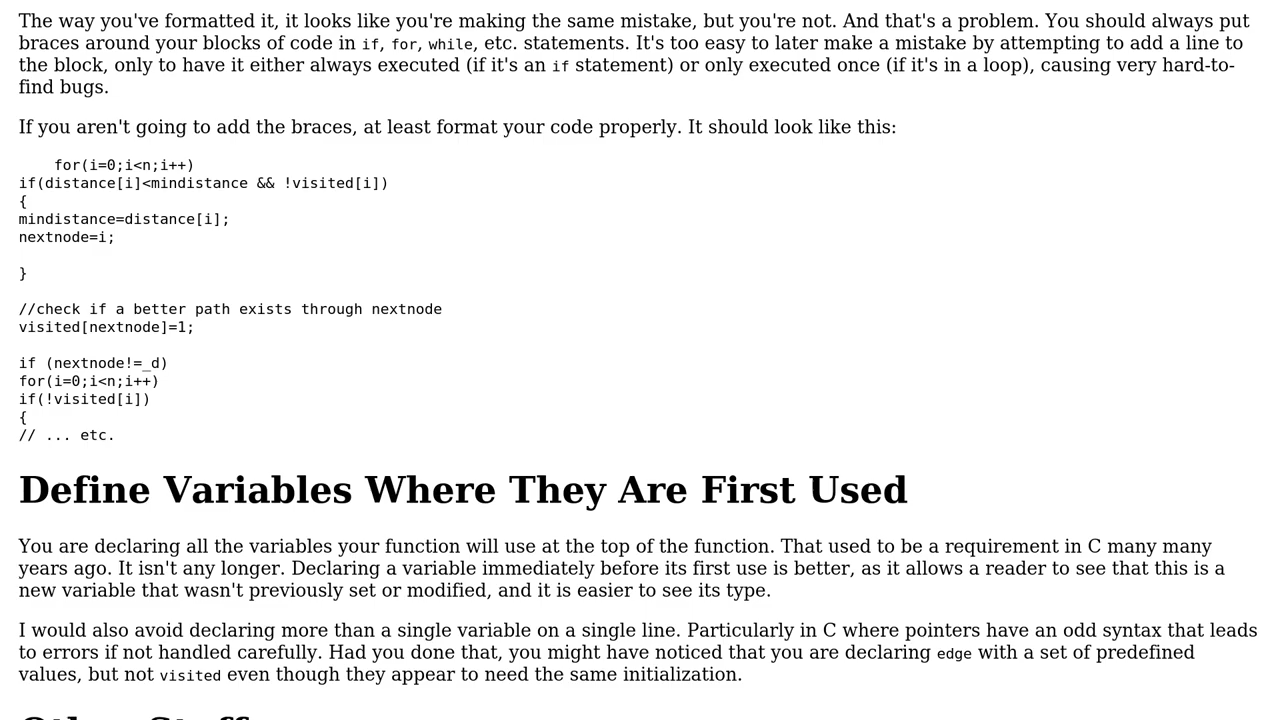 The way you've formatted it, it looks like you're making the same mistake, but you're not. And that's a problem. You should always put
braces around your blocks of code in if, for, while, etc. statements. It's too easy to later make a mistake by attempting to add a line to
the block, only to have it either always executed (if it's an if statement) or only executed once (if it's in a loop), causing very hard-to-
find bugs.
If you aren't going to add the braces, at least format your code properly. It should look like this:
    for(i=0;i<n;i++)
if(distance[i]<mindistance && !visited[i])
{
mindistance=distance[i];
nextnode=i;
}
//check if a better path exists through nextnode
visited[nextnode]=1;
if (nextnode!=_d)
for(i=0;i<n;i++)
if(!visited[i])
{
// ... etc.
Define Variables Where They Are First Used
You are declaring all the variables your function will use at the top of the function. That used to be a requirement in C many many
years ago. It isn't any longer. Declaring a variable immediately before its first use is better, as it allows a reader to see that this is a
new variable that wasn't previously set or modified, and it is easier to see its type.
I would also avoid declaring more than a single variable on a single line. Particularly in C where pointers have an odd syntax that leads
to errors if not handled carefully. Had you done that, you might have noticed that you are declaring edge with a set of predefined
values, but not visited even though they appear to need the same initialization.